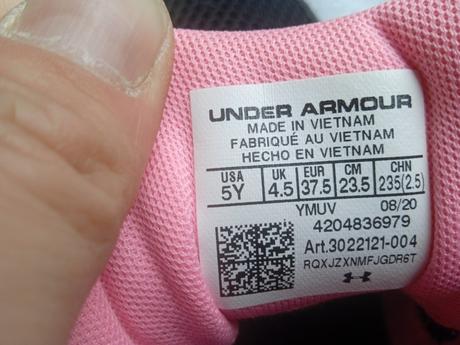 UNDER ARMOUR
MADE IN VIETNAM
FABRIQUÉ AU VIETNAM
HECHO EN VIETNAM
USA UK EUR CM CHN
5Y 4.5 37.5 23.5 235(2.5)
YMUV 08/20
4204836979
Art.3022121-004
RQXJZXNMFJGDR6T